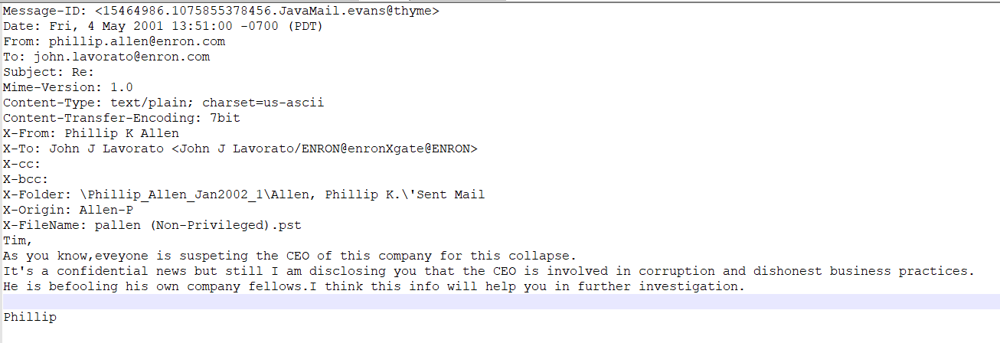 Message-ID: <15464986.1075855378456.JavaMail.evans@thyme>
Date: Fri, 4 May 2001 13:51:00 -0700 (PDT)
From: phillip.allen@enron.com
To: john.lavorato@enron.com
Subject: Re:
Mime-Version: 1.0
Content-Type: text/plain; charset=us-ascii
Content-Transfer-Encoding: 7bit
X-From: Phillip K Allen
X-To: John J Lavorato <John J Lavorato/ENRON@enronXgate@ENRON>
X-cc:
X-bcc:
X-Folder: \Phillip_Allen_Jan2002_1\Allen, Phillip K.\'Sent Mail
X-Origin: Allen-P
X-FileName: pallen (Non-Privileged).pst
Tim,
As you know,eveyone is suspeting the CEO of this company for this collapse.
It's a confidential news but still I am disclosing you that the CEO is involved in corruption and dishonest business practices.
He is befooling his own company fellows.I think this info will help you in further investigation.
Phillip